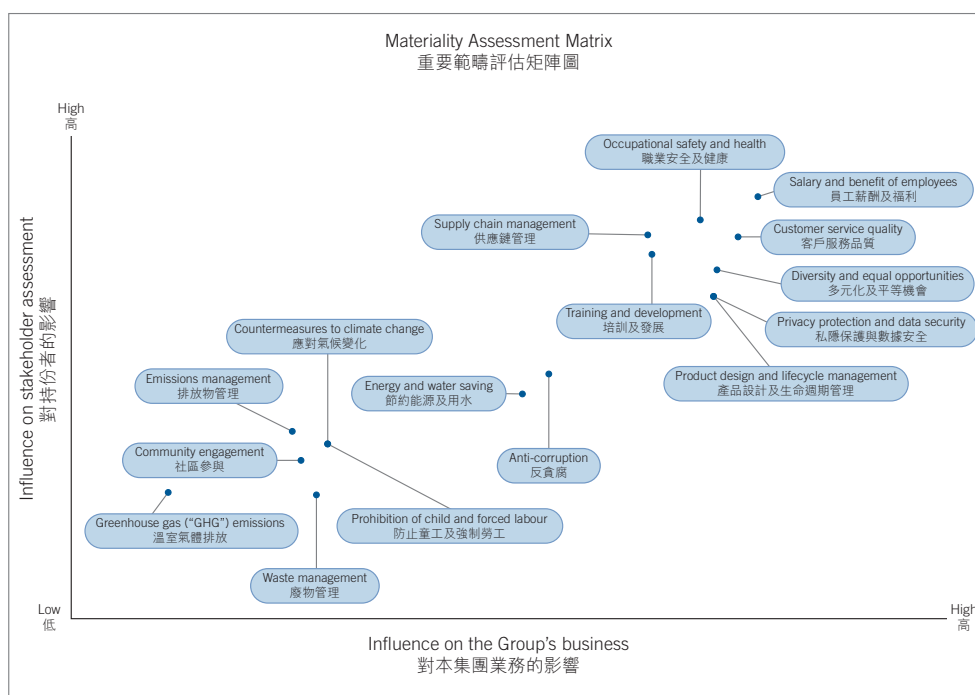 Materiality Assessment Matrix
重要範疇評估矩陣圖
High
高
Influence on stakeholder assessment
對持份者的影響
Occupational safety and health
職業安全及健康
Salary and benefit of employees
員工薪酬及福利
Supply chain management
供應鏈管理
Customer service quality
客戶服務品質
Diversity and equal opportunities
多元化及平等機會
Training and development
培訓及發展
Privacy protection and data security
私隱保護與數據安全
Countermeasures to climate change
應對氣候變化
Product design and lifecycle management
產品設計及生命週期管理
Emissions management
排放物管理
Energy and water saving
節約能源及用水
Community engagement
社區參與
Anti-corruption
反貪腐
Greenhouse gas (“GHG”) emissions
溫室氣體排放
Prohibition of child and forced labour
防止童工及強制勞工
Waste management
廢物管理
Low
低
High
高
Influence on the Group’s business
對本集團業務的影響